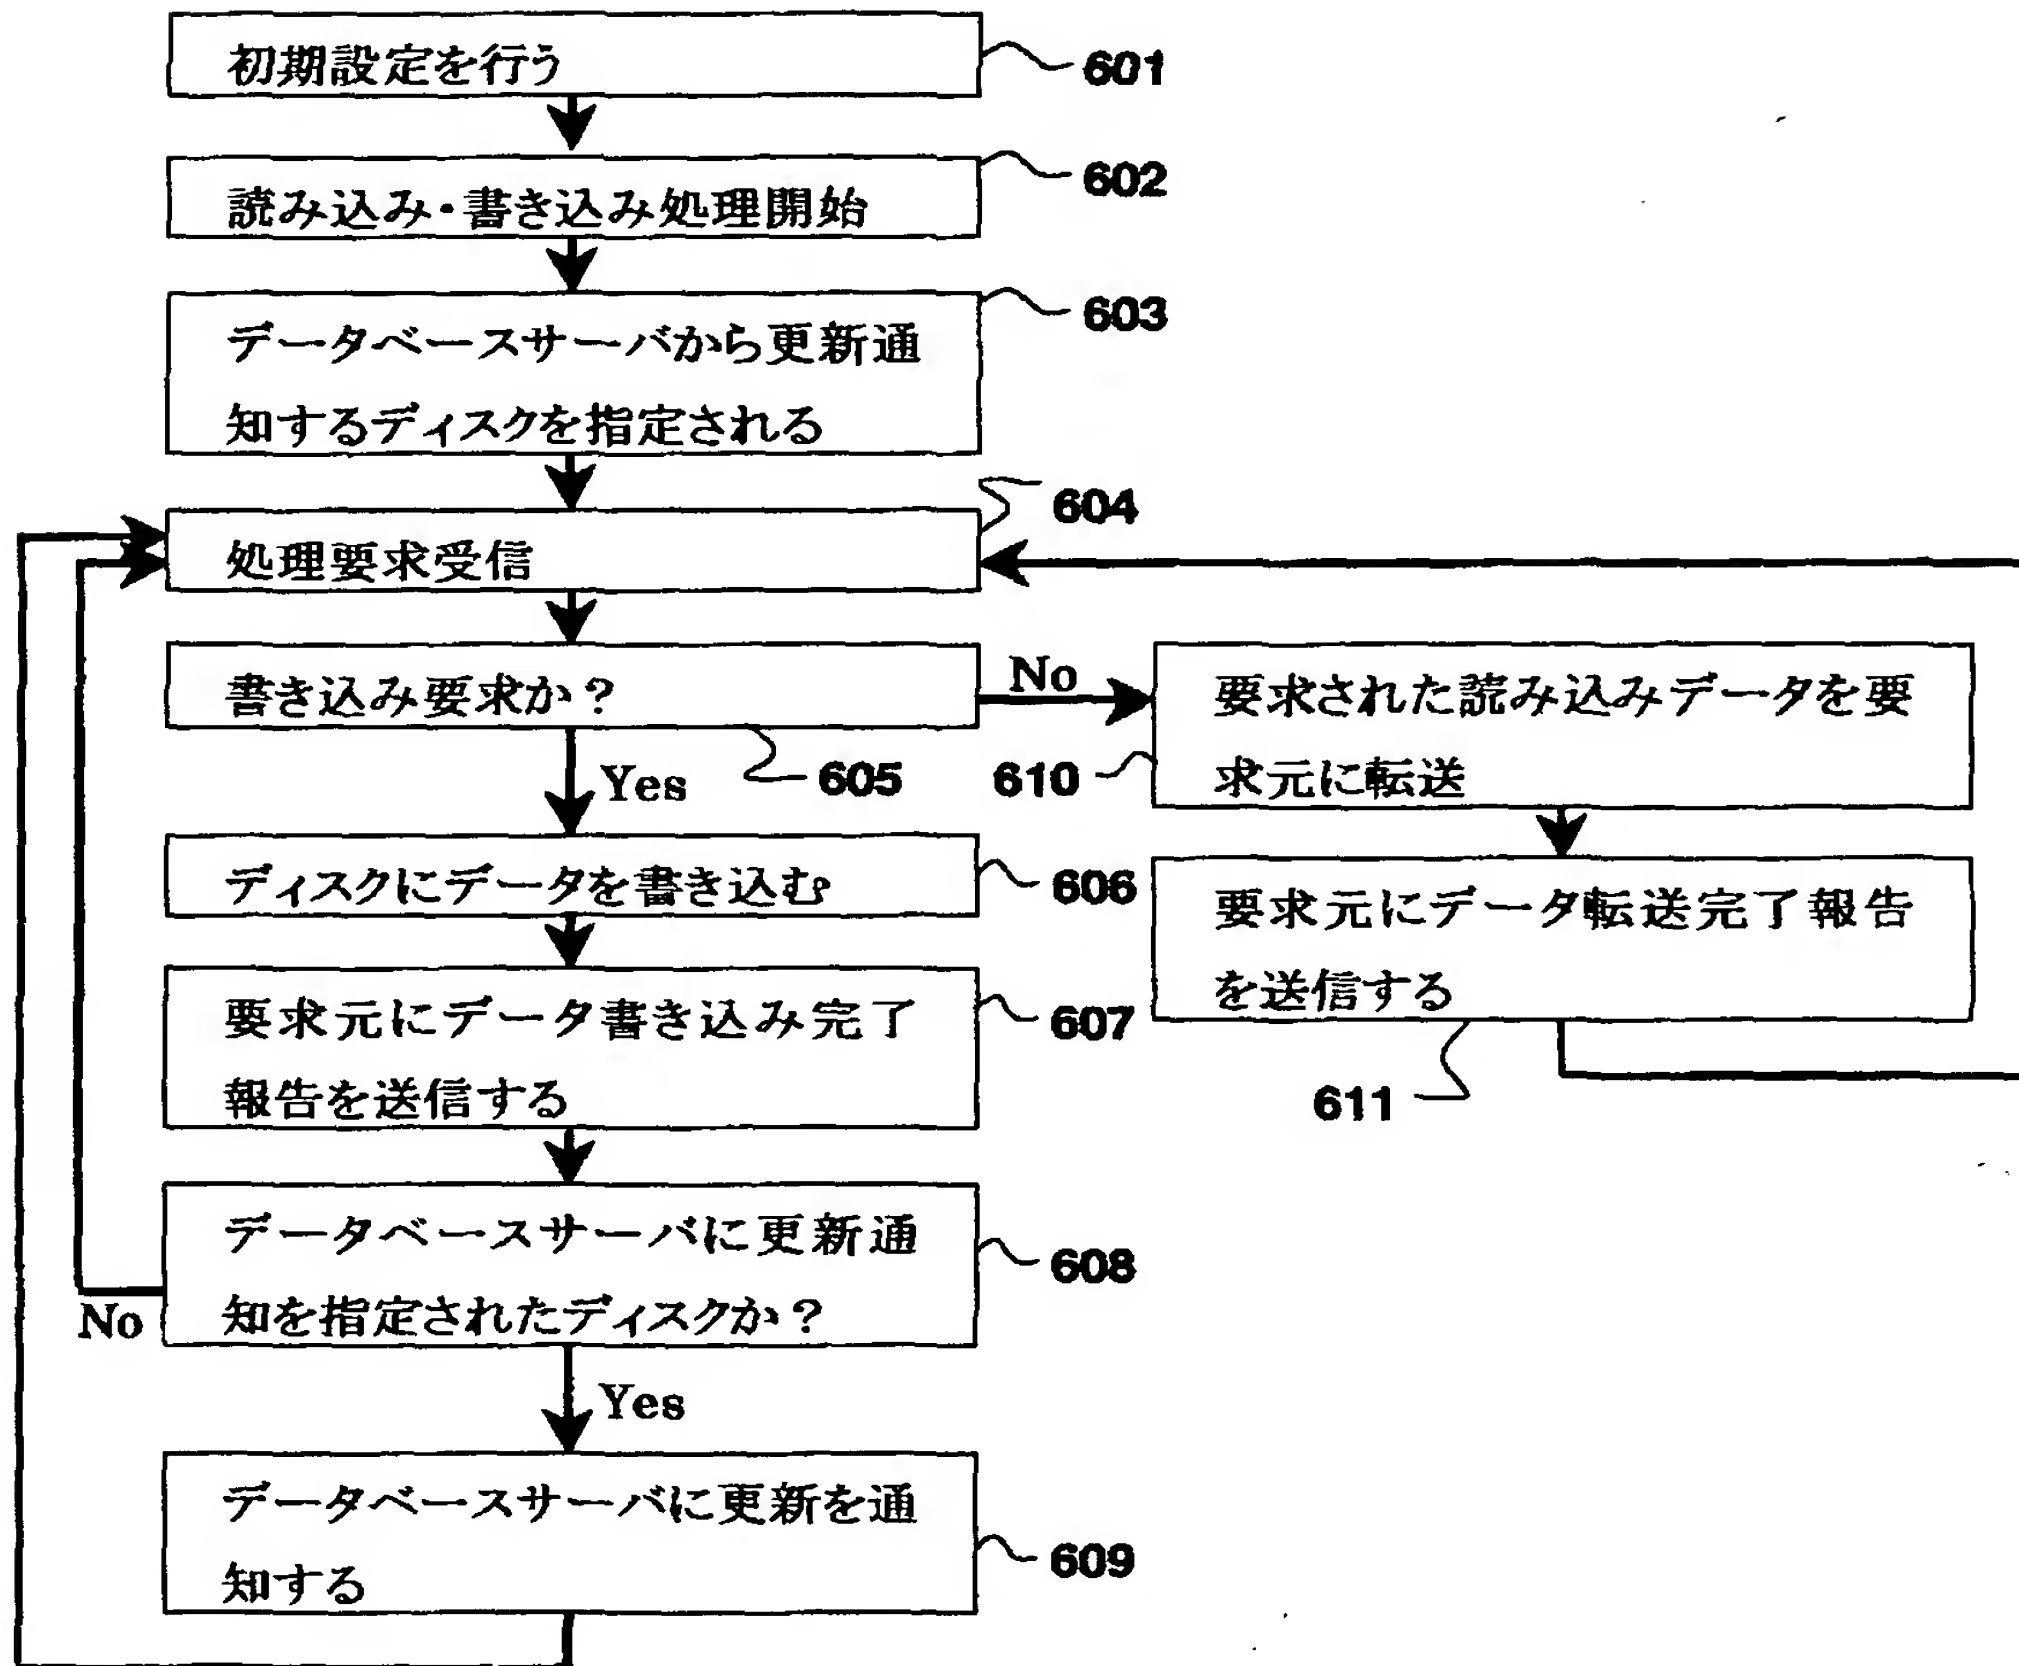 初期設定を行う
601
読み込み・書き込み処理開始
602
データベースサーバから更新通
知するディスクを指定される
603
処理要求受信
604
書き込み要求か？
605
No
Yes
要求された読み込みデータを要
求元に転送
610
ディスクにデータを書き込む
606
要求元にデータ転送完了報告
を送信する
611
要求元にデータ書き込み完了
報告を送信する
607
データベースサーバに更新通
知を指定されたディスクか？
608
No
Yes
データベースサーバに更新を通
知する
609